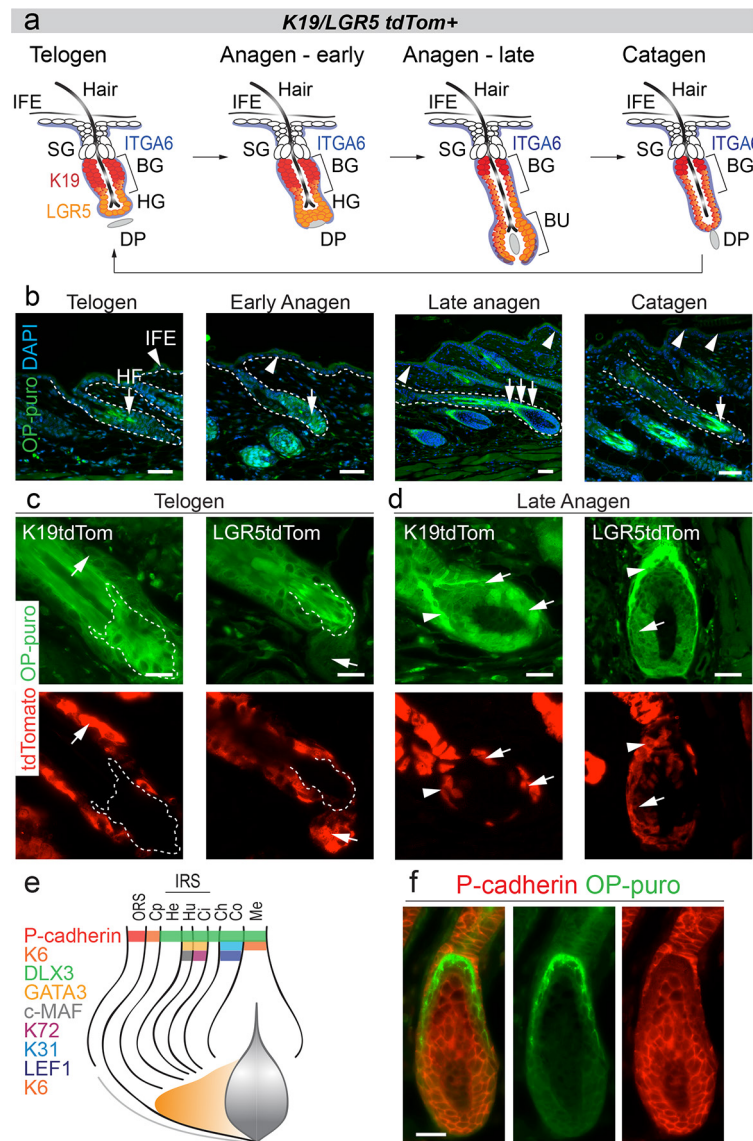 a
K19/LGR5 tdTom+
Telogen
Anagen - early
Anagen - late
Catagen
Hair
IFE
SG
ITGA6
BG
K19
HG
LGR5
DP
Hair
IFE
SG
ITGA6
BG
HG
DP
Hair
IFE
SG
ITGA6
BG
BU
Hair
IFE
SG
ITGA6
BG
DP
b
Telogen
Early Anagen
Late anagen
Catagen
OP-puro DAPI
IFE
HF
c
Telogen
d
Late Anagen
K19tdTom
LGR5tdTom
K19tdTom
LGR5tdTom
tdTomato OP-puro
e
IRS
ORS
Cp
He
Hu
Ci
Ch
Co
Me
P-cadherin
K6
DLX3
GATA3
c-MAF
K72
K31
LEF1
K6
f
P-cadherin OP-puro